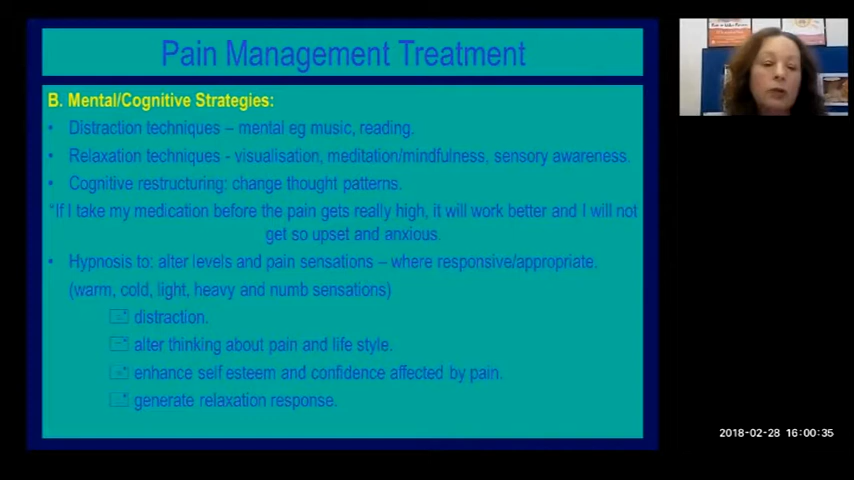 Pain Management Treatment
B. Mental/Cognitive Strategies:
• Distraction techniques – mental eg music, reading.
• Relaxation techniques - visualisation, meditation/mindfulness, sensory awareness.
• Cognitive restructuring: change thought patterns.
“If I take my medication before the pain gets really high, it will work better and I will not
get so upset and anxious.
• Hypnosis to: alter levels and pain sensations – where responsive/appropriate.
(warm, cold, light, heavy and numb sensations)
distraction.
alter thinking about pain and life style.
enhance self esteem and confidence affected by pain.
generate relaxation response.
2018-02-28 16:00:35